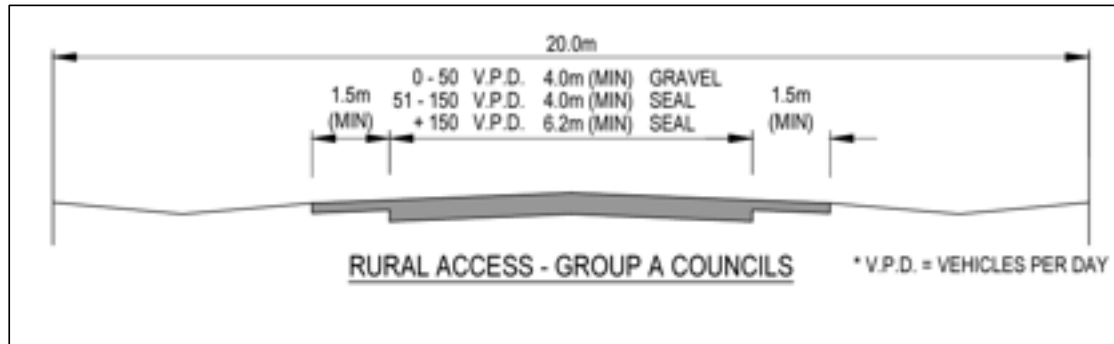 20.0m
0 - 50 V.P.D. 4.0m (MIN) GRAVEL
1.5m 51 - 150 V.P.D. 4.0m (MIN) SEAL 1.5m
(MIN) + 150 V.P.D. 6.2m (MIN) SEAL (MIN)
RURAL ACCESS - GROUP A COUNCILS
* V.P.D. = VEHICLES PER DAY